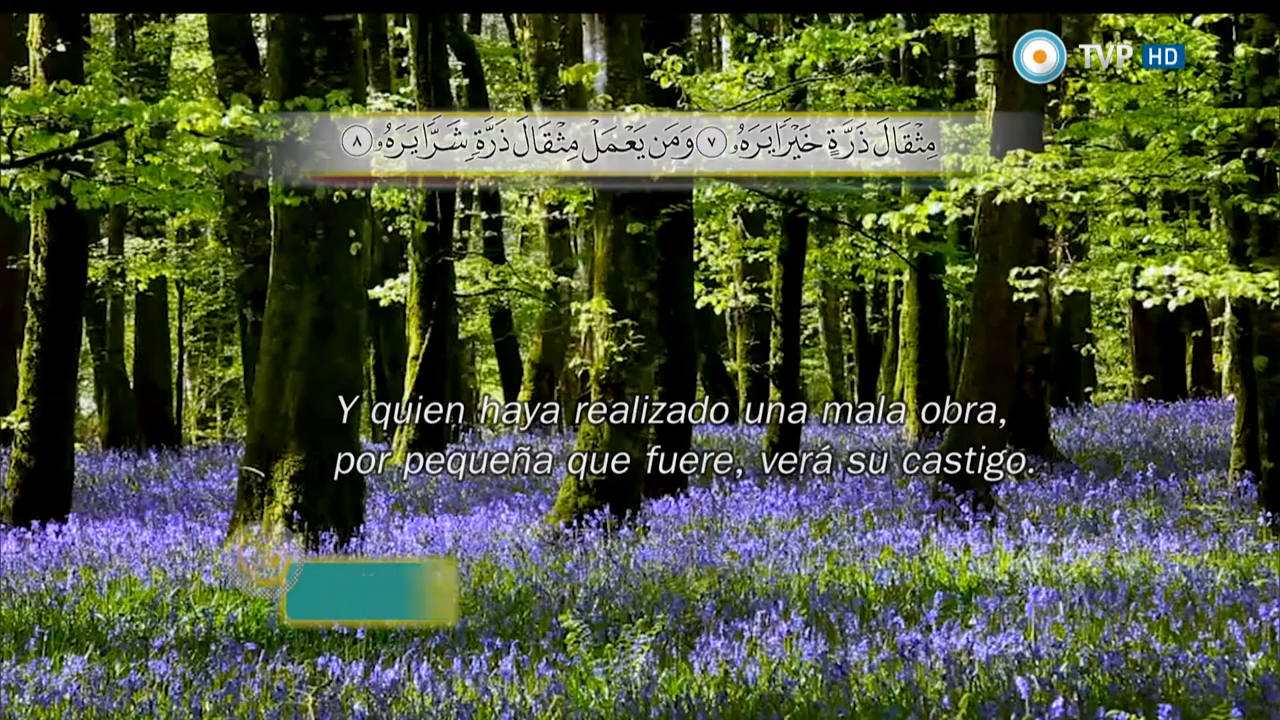 TVP HD
مِثْقَالَ ذَرَّةٍ خَيْرًا يَرَهُۥ ٧ وَمَن يَعْمَلْ مِثْقَالَ ذَرَّةٍ شَرًّا يَرَهُۥ ٨
Y quien haya realizado una mala obra,
por pequeña que fuere, verá su castigo.